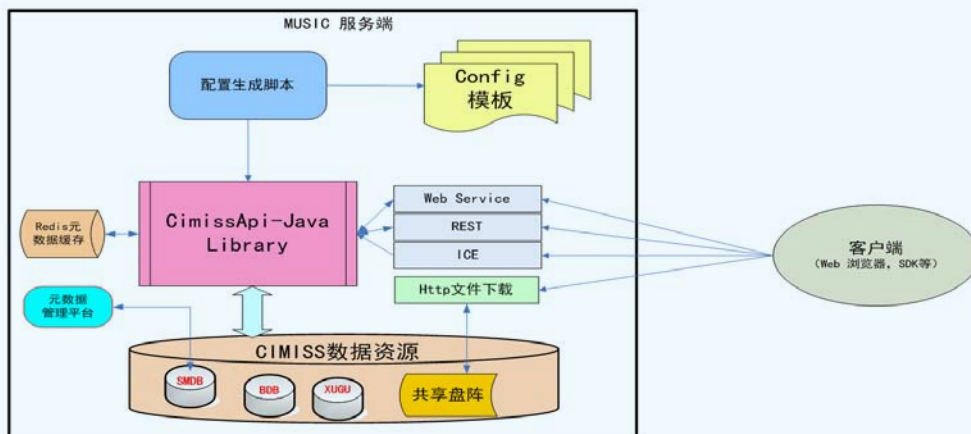 MUSIC 服务端
配置生成脚本
Config
模板
CimissApi-Java
Library
Web Service
REST
ICE
Http文件下载
Redis元
数据缓存
元数据
管理平台
客户端
(Web 浏览器, SDK等)
CIMISS数据资源
SMDB
BDB
XUGU
共享盘阵